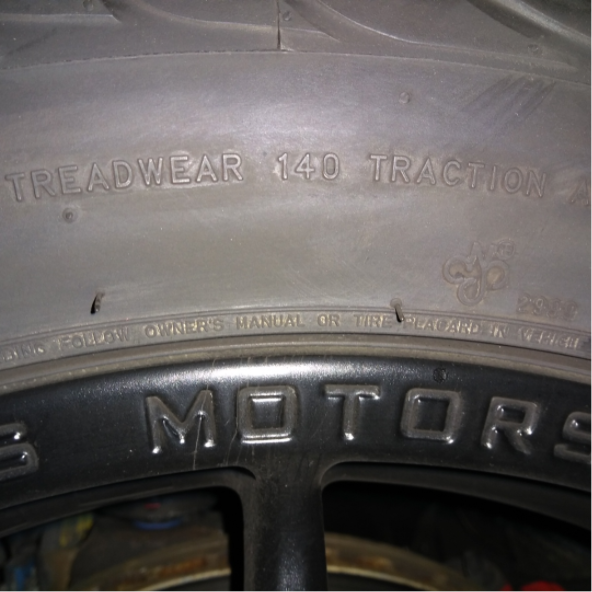 TREADWEAR 140 TRACTION A
FOLLOW OWNER'S MANUAL OR TIRE PLACARD IN VEHICLE
S MOTORS